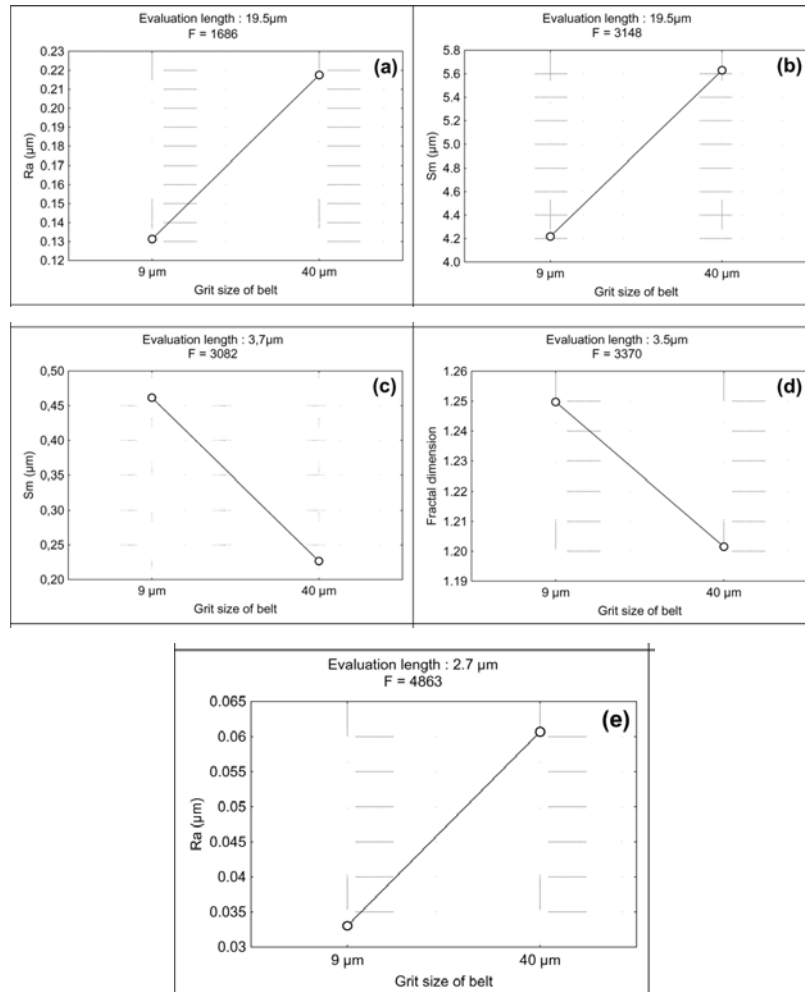 Evaluation length : 19.5µm
F = 1686
(a)
0.23
0.22
0.21
0.20
0.19
0.18
0.17
0.16
0.15
0.14
0.13
0.12
Ra (µm)
9 µm 40 µm
Grit size of belt
Evaluation length : 19.5µm
F = 3148
(b)
5.8
5.6
5.4
5.2
5.0
4.8
4.6
4.4
4.2
4.0
Sm (µm)
9 µm 40 µm
Grit size of belt
Evaluation length : 3,7µm
F = 3082
(c)
0,50
0,45
0,40
0,35
0,30
0,25
0,20
Sm (µm)
9 µm 40 µm
Grit size of belt
Evaluation length : 3.5µm
F = 3370
(d)
1.26
1.25
1.24
1.23
1.22
1.21
1.20
1.19
Fractal dimension
9 µm 40 µm
Grit size of belt
Evaluation length : 2.7 µm
F = 4863
(e)
0.065
0.06
0.055
0.05
0.045
0.04
0.035
0.03
Ra (µm)
9 µm 40 µm
Grit size of belt